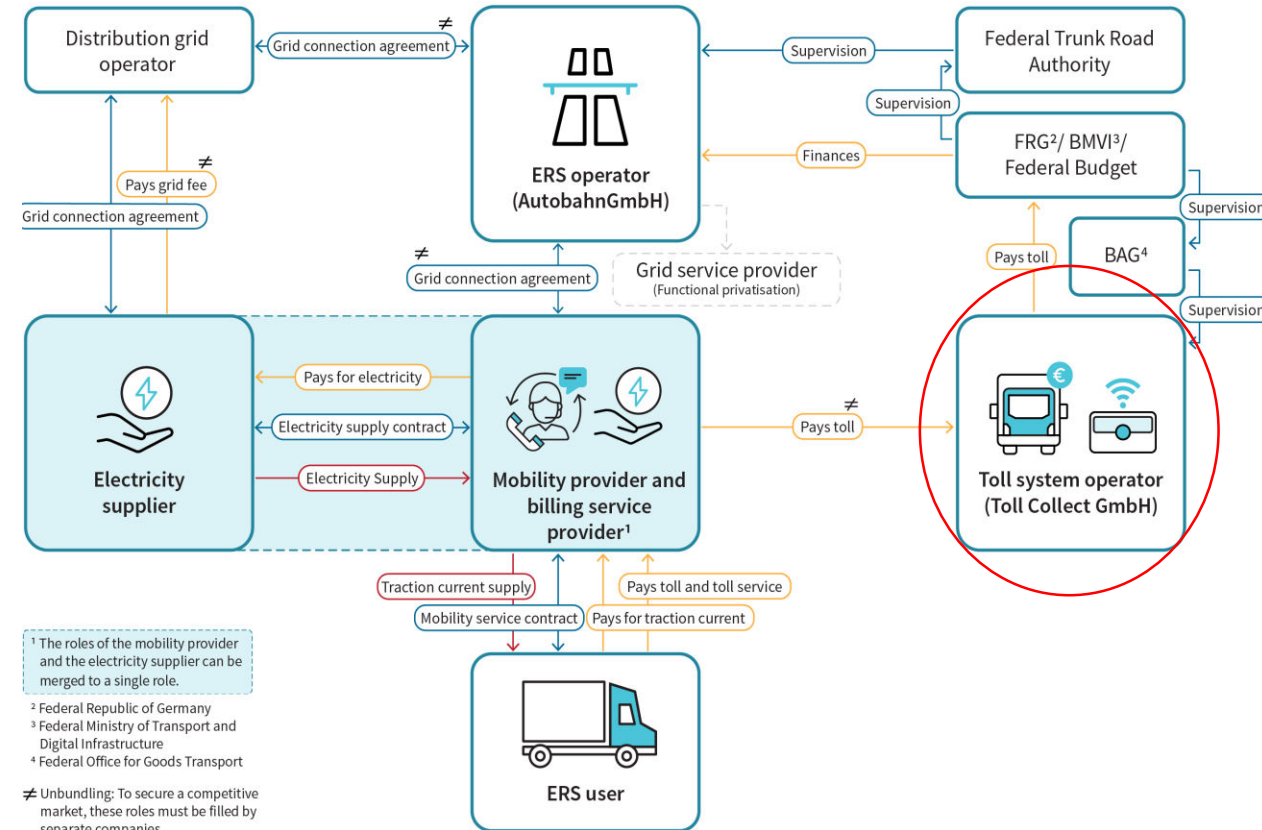 Distribution grid
operator
≠
Grid connection agreement
Supervision
Federal Trunk Road
Authority
Supervision
FRG²/ BMVI³/
Federal Budget
Finances
ERS operator
(AutobahnGmbH)
≠
Pays grid fee
Grid connection agreement
Supervision
BAG⁴
Pays toll
≠
Grid connection agreement
Grid service provider
(Functional privatisation)
Supervision
Pays for electricity
Electricity supply contract
Electricity Supply
≠
Pays toll
€
Electricity
supplier
Mobility provider and
billing service
provider¹
Toll system operator
(Toll Collect GmbH)
Traction current supply
Pays toll and toll service
Mobility service contract
Pays for traction current
ERS user
¹ The roles of the mobility provider
and the electricity supplier can be
merged to a single role.
² Federal Republic of Germany
³ Federal Ministry of Transport and
Digital Infrastructure
⁴ Federal Office for Goods Transport
≠ Unbundling: To secure a competitive
market, these roles must be filled by
separate companies